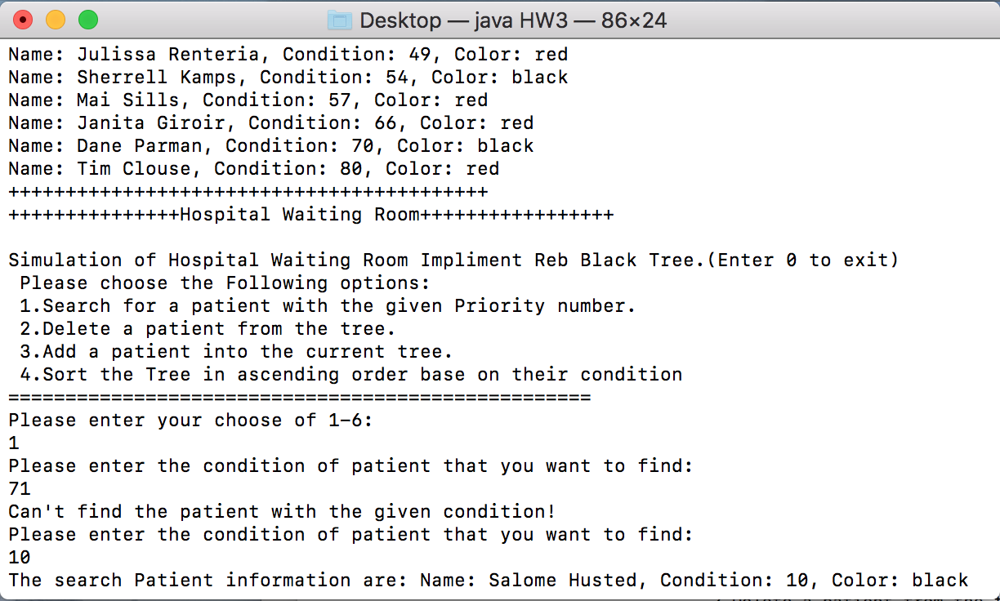 Desktop — java HW3 — 86×24
Name: Julissa Renteria, Condition: 49, Color: red
Name: Sherrell Kamps, Condition: 54, Color: black
Name: Mai Sills, Condition: 57, Color: red
Name: Janita Giroir, Condition: 66, Color: red
Name: Dane Parman, Condition: 70, Color: black
Name: Tim Clouse, Condition: 80, Color: red
++++++++++++++++++++++++++++++++++++++++++
+++++++++++++++Hospital Waiting Room+++++++++++++++++
Simulation of Hospital Waiting Room Impliment Reb Black Tree.(Enter 0 to exit)
Please choose the Following options:
1.Search for a patient with the given Priority number.
2.Delete a patient from the tree.
3.Add a patient into the current tree.
4.Sort the Tree in ascending order base on their condition
===================================================
Please enter your choose of 1-6:
1
Please enter the condition of patient that you want to find:
71
Can't find the patient with the given condition!
Please enter the condition of patient that you want to find:
10
The search Patient information are: Name: Salome Husted, Condition: 10, Color: black